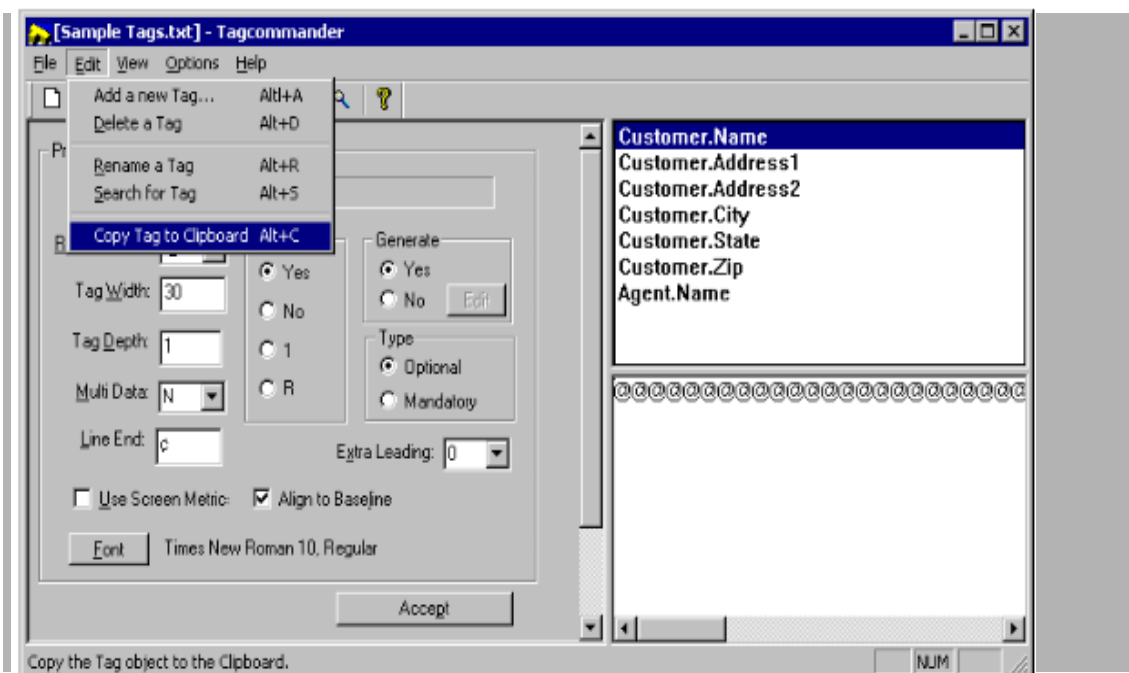 [Sample Tags.txt] - Tagcommander
File Edit View Options Help
Add a new Tag... Altl+A
Delete a Tag Alt+D
Rename a Tag Alt+R
Search for Tag Alt+S
Copy Tag to Clipboard Alt+C
Customer.Name
Customer.Address1
Customer.Address2
Customer.City
Customer.State
Customer.Zip
Agent.Name
Tag Width: 30
Tag Depth: 1
Multi Data: N
Line End: ¢
Yes
No
1
R
Generate
Yes
No Edit
Type
Optional
Mandatory
Extra Leading: 0
Use Screen Metric:
Align to Baseline
Font Times New Roman 10, Regular
Accept
@@@@@@@@@@@@@@@@@@@@@@@@
Copy the Tag object to the Clipboard.
NUM